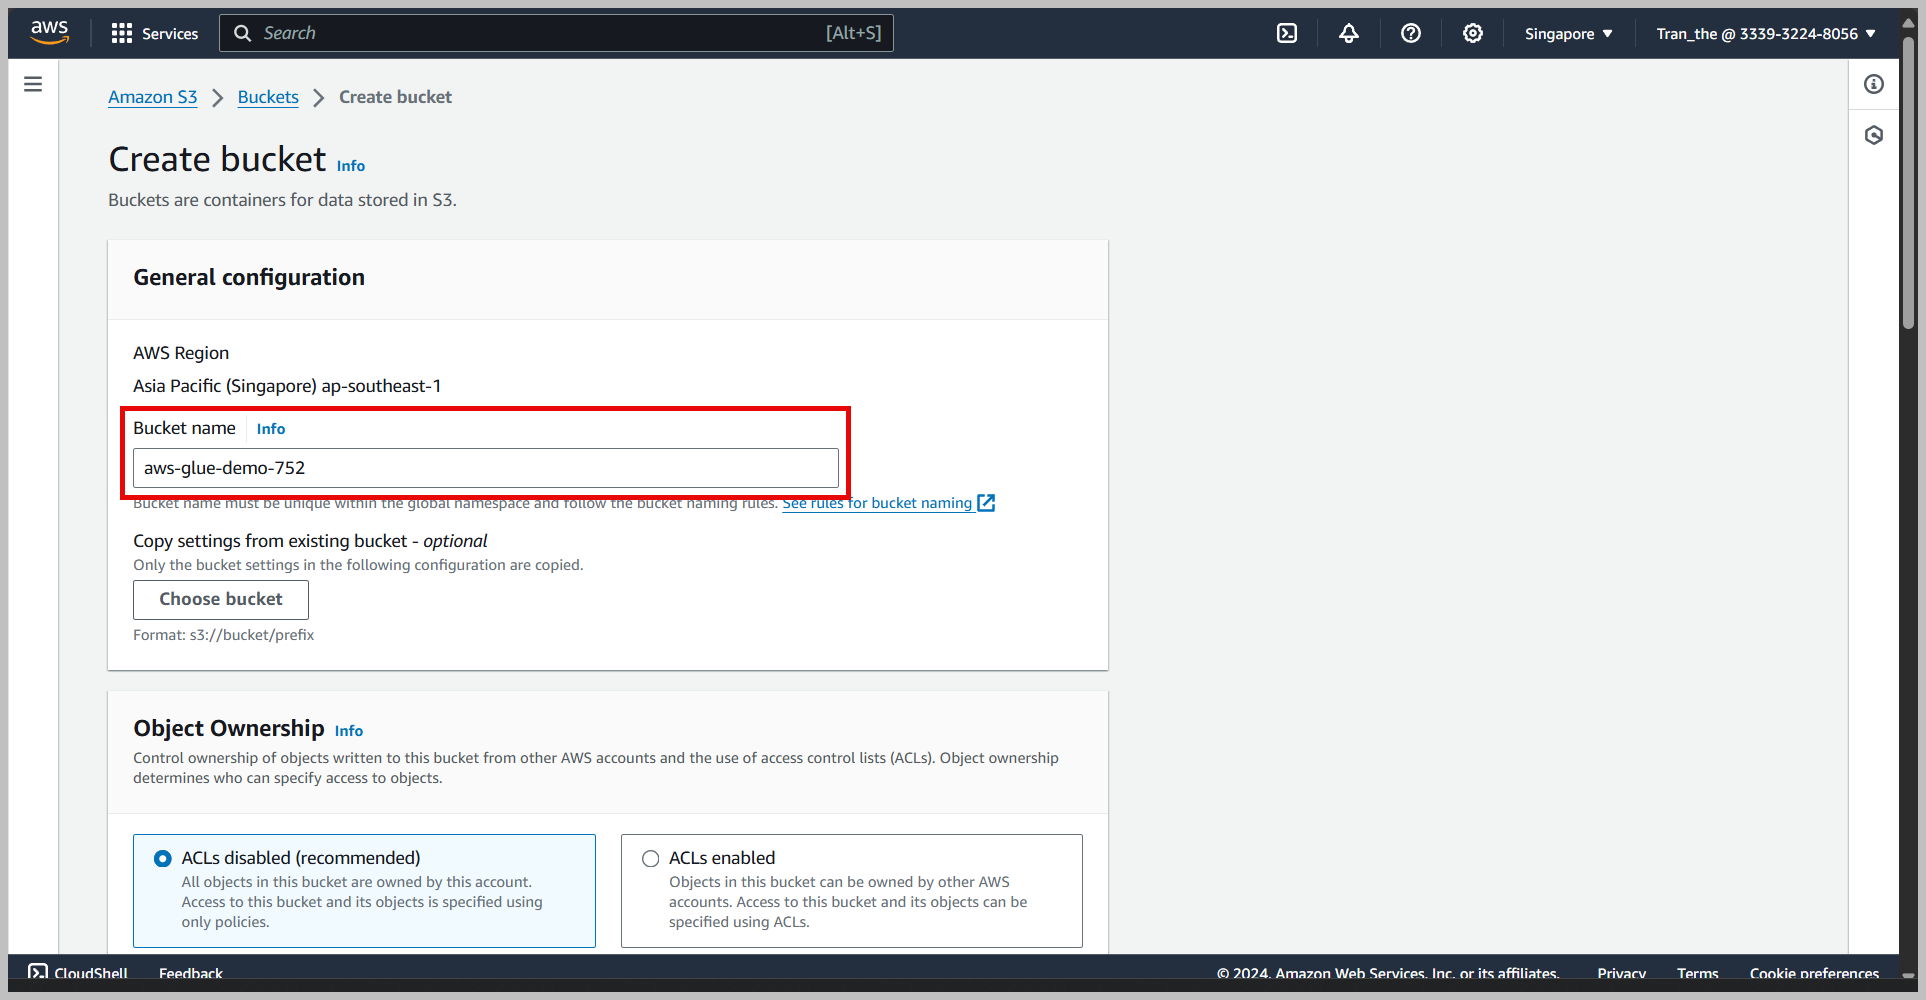 aws
Services
Search
[Alt+S]
Singapore ▼
Tran_the @ 3339-3224-8056 ▼
Amazon S3 > Buckets > Create bucket
Create bucket Info
Buckets are containers for data stored in S3.
General configuration
AWS Region
Asia Pacific (Singapore) ap-southeast-1
Bucket name Info
aws-glue-demo-752
Bucket name must be unique within the global namespace and follow the bucket naming rules. See rules for bucket naming
Copy settings from existing bucket - optional
Only the bucket settings in the following configuration are copied.
Choose bucket
Format: s3://bucket/prefix
Object Ownership Info
Control ownership of objects written to this bucket from other AWS accounts and the use of access control lists (ACLs). Object ownership
determines who can specify access to objects.
ACLs disabled (recommended)
All objects in this bucket are owned by this account.
Access to this bucket and its objects is specified using
only policies.
ACLs enabled
Objects in this bucket can be owned by other AWS
accounts. Access to this bucket and its objects can be
specified using ACLs.
CloudShell
Feedback
© 2024, Amazon Web Services, Inc. or its affiliates.
Privacy
Terms
Cookie preferences